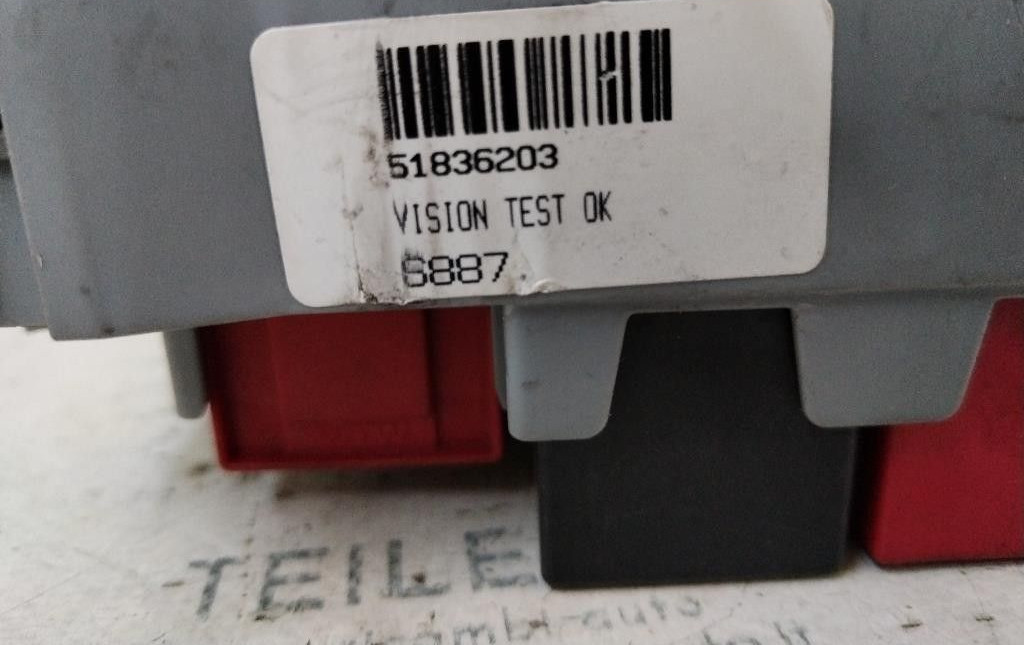 51836203
VISION TEST OK
S887
TEILE